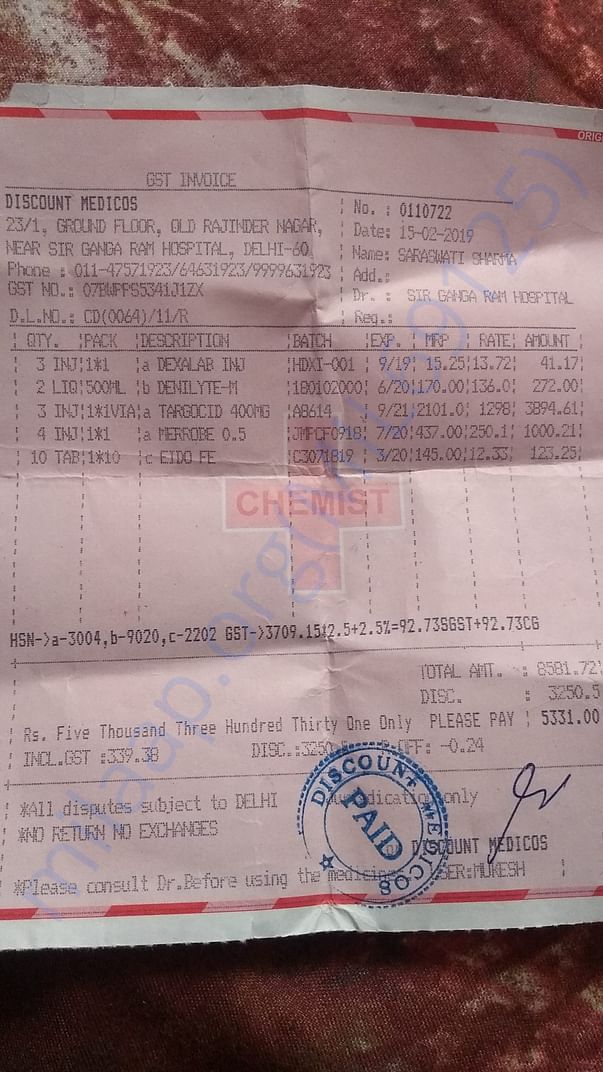 ORIG
GST INVOICE
DISCOUNT MEDICOS
23/1, GROUND FLOOR, OLD RAJINDER NAGAR,
NEAR SIR GANGA RAM HOSPITAL, DELHI-60
Phone : 011-47571923/64631923/9999631923
GST NO.: 07BWPPS5341J1ZX
D.L.NO.: CD(0064)/11/R
No. : 0110722
Date: 15-02-2019
Name: SARASWATI SHARMA
Add.:
Dr. : SIR GANGA RAM HOSPITAL
Reg.:
QTY. PACK DESCRIPTION BATCH EXP. MRP RATE AMOUNT
3 INJ 1*1 a DEXALAB INJ HDXI-001 9/19 15.25 13.72 41.17
2 LIQ 500ML b DENILYTE-M 180102000 6/20 170.00 136.0 272.00
3 INJ 1*1VIA a TARGOCID 400MG A8614 9/21 2101.0 1298 3894.61
4 INJ 1*1 a MERROBE 0.5 JMFCF0918 7/20 437.00 250.1 1000.21
10 TAB 1*10 c EIDO FE C3071819 3/20 145.00 12.33 123.25
CHEMIST
HSN->a-3004,b-9020,c-2202 GST->3709.15*2.5+2.5%=92.73SGST+92.73CG
TOTAL AMT. : 8581.72
DISC. : 3250.5
Rs. Five Thousand Three Hundred Thirty One Only PLEASE PAY 5331.00
INCL.GST :339.38 DISC.:3250 -0.24
*All disputes subject to DELHI only
*NO RETURN NO EXCHANGES
DISCOUNT MEDICOS
PAID
DISCOUNT MEDICOS
*Please consult Dr.Before using the medicines USER:MUKESH